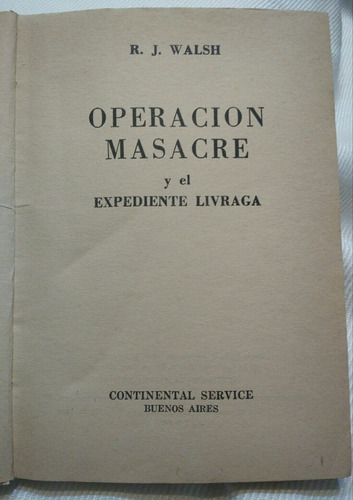 R. J. WALSH
OPERACION
MASACRE
y el
EXPEDIENTE LIVRAGA
CONTINENTAL SERVICE
BUENOS AIRES